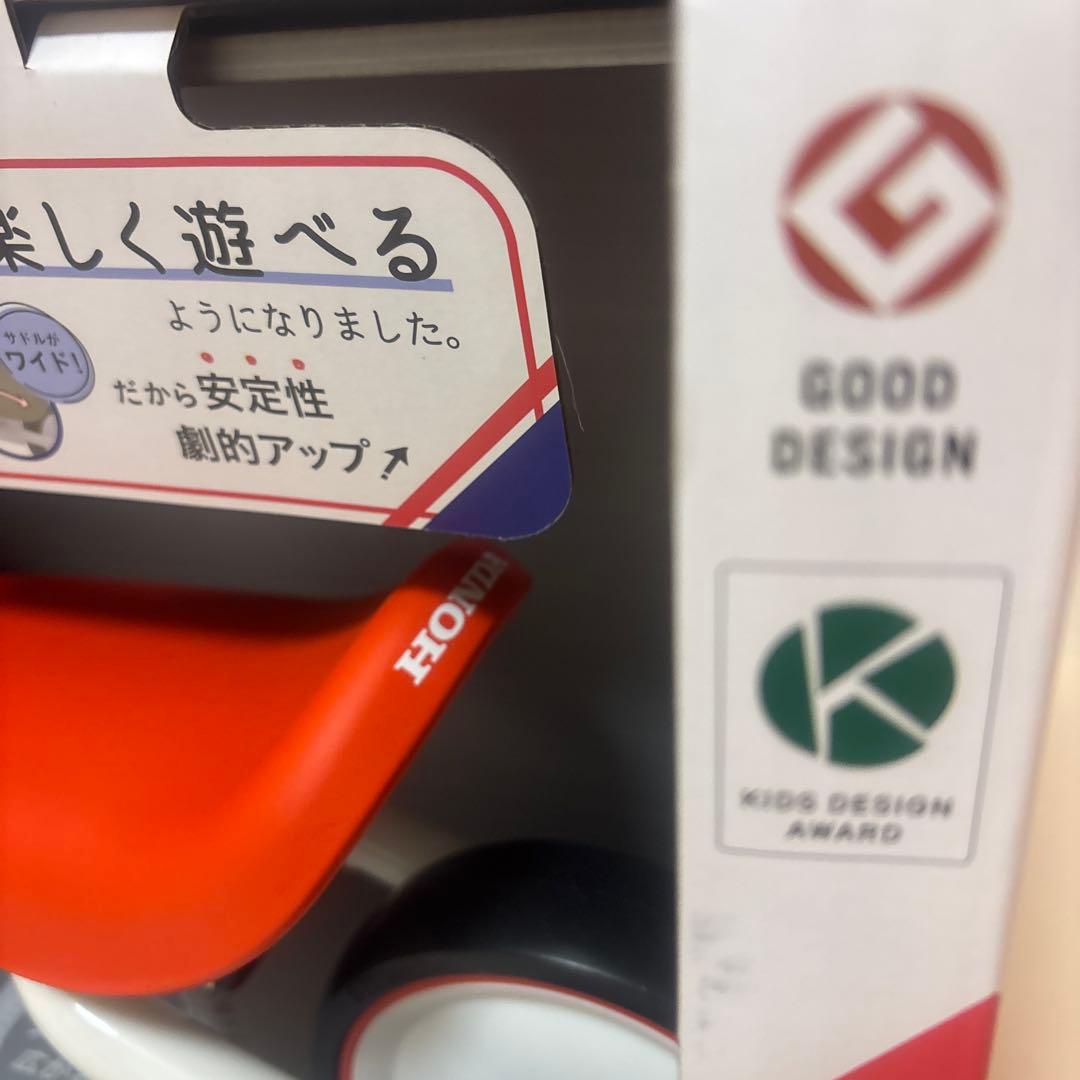 楽しく遊べる
ようになりました。
サドルが
ワイド!
だから安定性
劇的アップ↗
HONDA
GOOD
DESIGN
K
KIDS DESIGN
AWARD